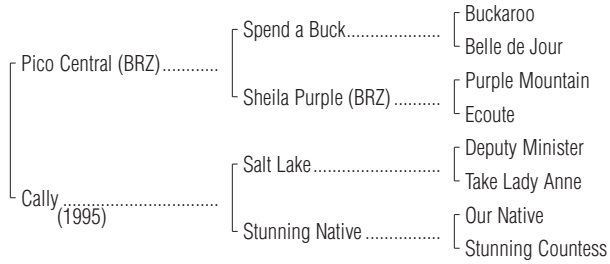 Buckaroo
Spend a Buck....................
Belle de Jour
Pico Central (BRZ)............
Purple Mountain
Sheila Purple (BRZ) ..........
Ecoute
Deputy Minister
Salt Lake...........................
Take Lady Anne
Cally .................................
(1995)
Our Native
Stunning Native ................
Stunning Countess